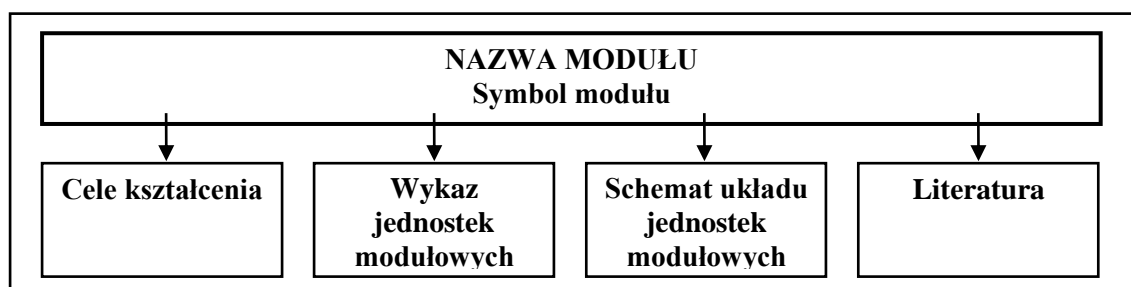 NAZWA MODUŁU
Symbol modułu
Cele kształcenia
Wykaz
jednostek
modułowych
Schemat układu
jednostek
modułowych
Literatura